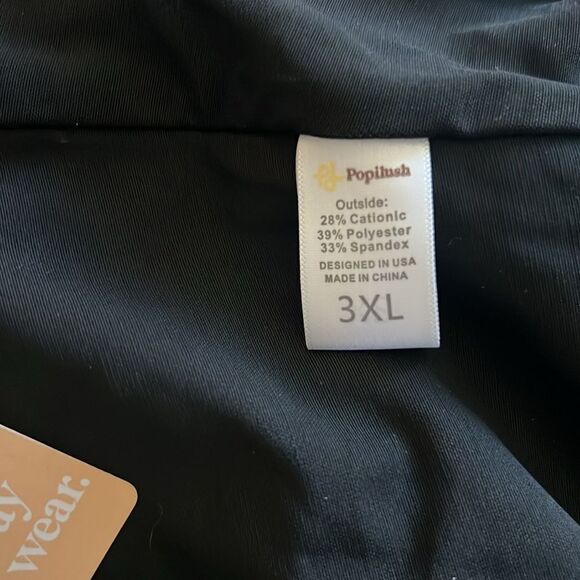 Popilush
Outside:
28% Cationic
39% Polyester
33% Spandex
DESIGNED IN USA
MADE IN CHINA
3XL
wear.